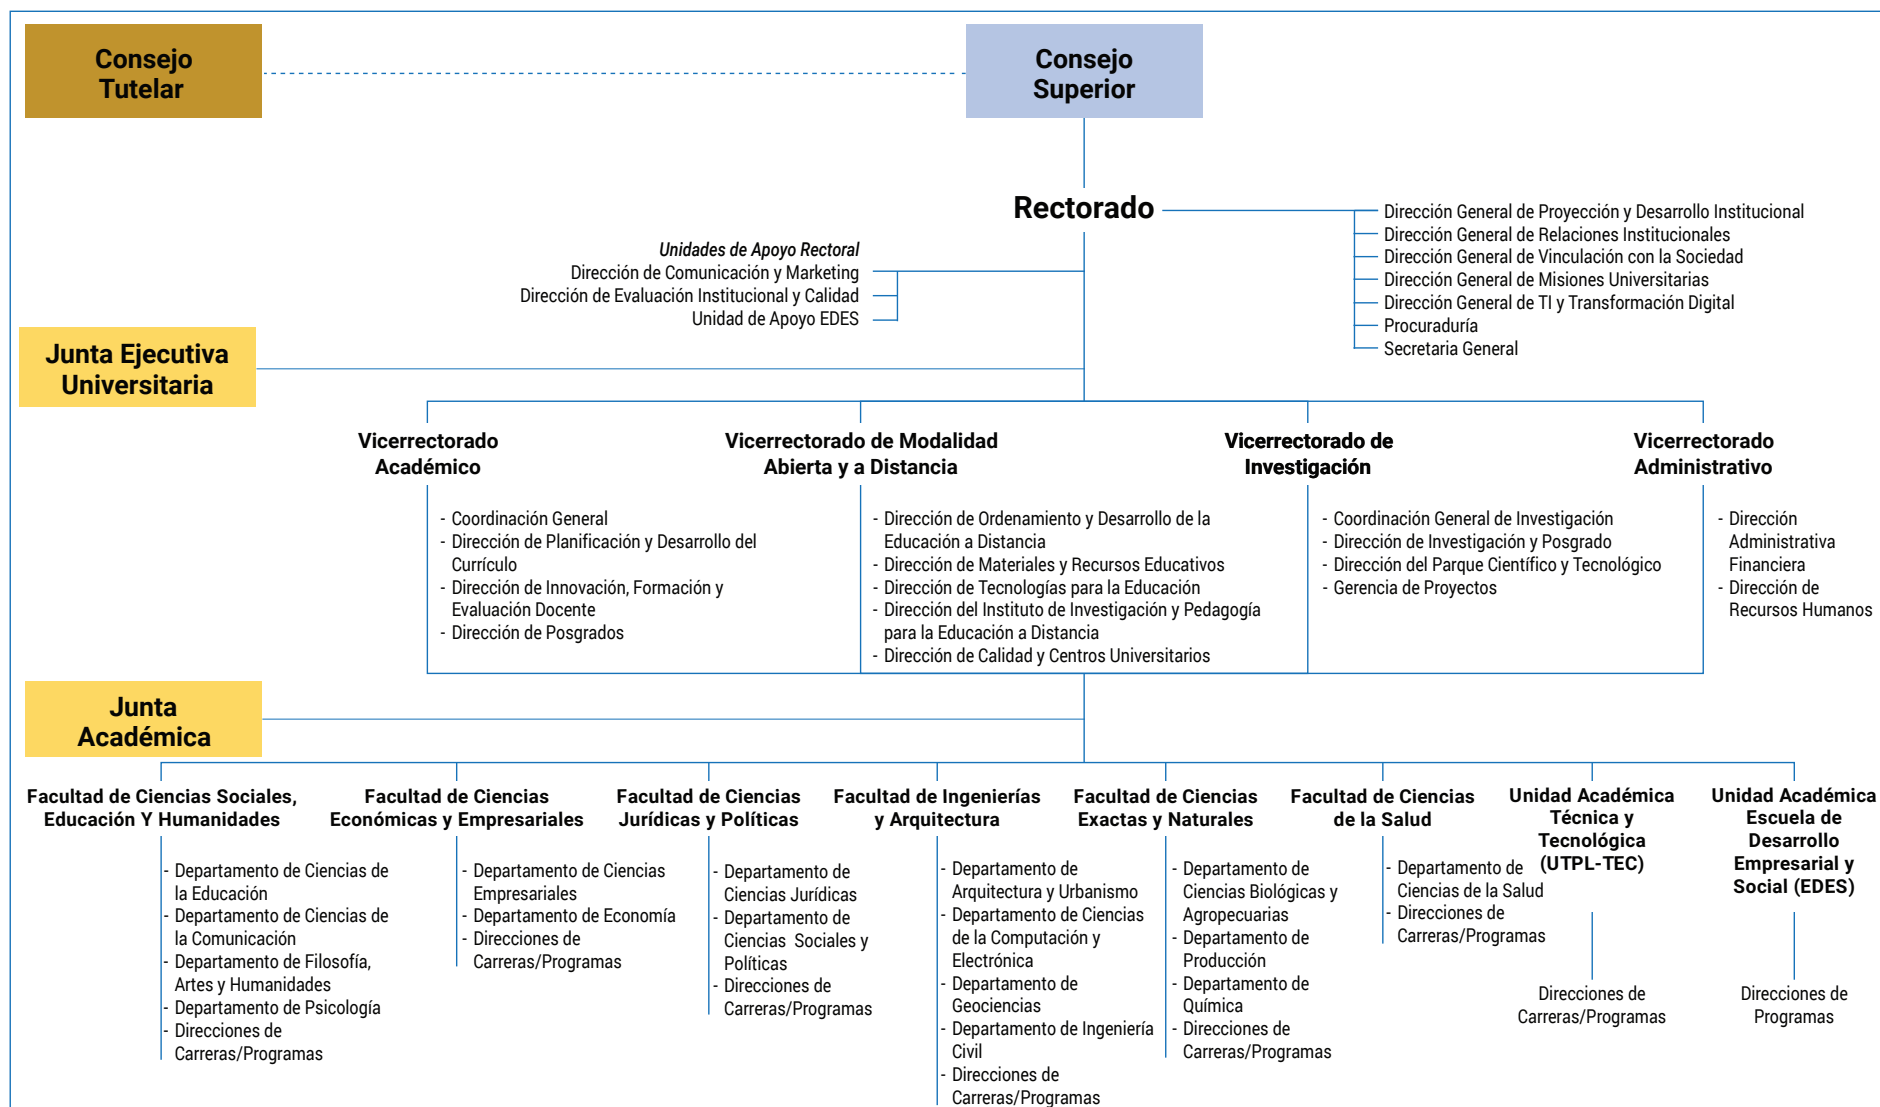 Consejo
Tutelar
Consejo
Superior
Rectorado
Dirección General de Proyección y Desarrollo Institucional
Dirección General de Relaciones Institucionales
Dirección General de Vinculación con la Sociedad
Dirección General de Misiones Universitarias
Dirección General de TI y Transformación Digital
Procuraduría
Secretaria General
Unidades de Apoyo Rectoral
Dirección de Comunicación y Marketing
Dirección de Evaluación Institucional y Calidad
Unidad de Apoyo EDES
Junta Ejecutiva
Universitaria
Vicerrectorado
Académico
- Coordinación General
- Dirección de Planificación y Desarrollo del
Currículo
- Dirección de Innovación, Formación y
Evaluación Docente
- Dirección de Posgrados
Vicerrectorado de Modalidad
Abierta y a Distancia
- Dirección de Ordenamiento y Desarrollo de la
Educación a Distancia
- Dirección de Materiales y Recursos Educativos
- Dirección de Tecnologías para la Educación
- Dirección del Instituto de Investigación y Pedagogía
para la Educación a Distancia
- Dirección de Calidad y Centros Universitarios
Vicerrectorado de
Investigación
- Coordinación General de Investigación
- Dirección de Investigación y Posgrado
- Dirección del Parque Científico y Tecnológico
- Gerencia de Proyectos
Vicerrectorado
Administrativo
- Dirección
Administrativa
Financiera
- Dirección de
Recursos Humanos
Junta
Académica
Facultad de Ciencias Sociales,
Educación Y Humanidades
- Departamento de Ciencias de
la Educación
- Departamento de Ciencias de
la Comunicación
- Departamento de Filosofía,
Artes y Humanidades
- Departamento de Psicología
- Direcciones de
Carreras/Programas
Facultad de Ciencias
Económicas y Empresariales
- Departamento de Ciencias
Empresariales
- Departamento de Economía
- Direcciones de
Carreras/Programas
Facultad de Ciencias
Jurídicas y Políticas
- Departamento de
Ciencias Jurídicas
- Departamento de
Ciencias Sociales y
Políticas
- Direcciones de
Carreras/Programas
Facultad de Ingenierías
y Arquitectura
- Departamento de
Arquitectura y Urbanismo
- Departamento de Ciencias
de la Computación y
Electrónica
- Departamento de
Geociencias
- Departamento de Ingeniería
Civil
- Direcciones de
Carreras/Programas
Facultad de Ciencias
Exactas y Naturales
- Departamento de
Ciencias Biológicas y
Agropecuarias
- Departamento de
Producción
- Departamento de
Química
- Direcciones de
Carreras/Programas
Facultad de Ciencias
de la Salud
- Departamento de
Ciencias de la Salud
- Direcciones de
Carreras/Programas
Unidad Académica
Técnica y
Tecnológica
(UTPL-TEC)
Direcciones de
Carreras/Programas
Unidad Académica
Escuela de
Desarrollo
Empresarial y
Social (EDES)
Direcciones de
Programas